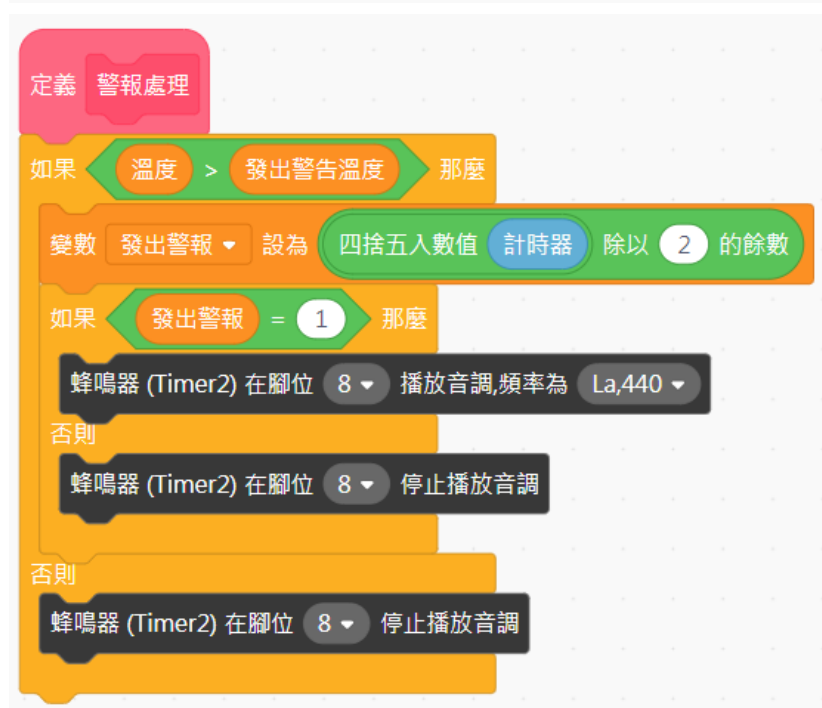 定義 警報處理
如果 溫度 > 發出警告溫度 那麼
變數 發出警報 設為 四捨五入數值 計時器 除以 2 的餘數
如果 發出警報 = 1 那麼
蜂鳴器 (Timer2) 在腳位 8 播放音調,頻率為 La,440
否則
蜂鳴器 (Timer2) 在腳位 8 停止播放音調
否則
蜂鳴器 (Timer2) 在腳位 8 停止播放音調